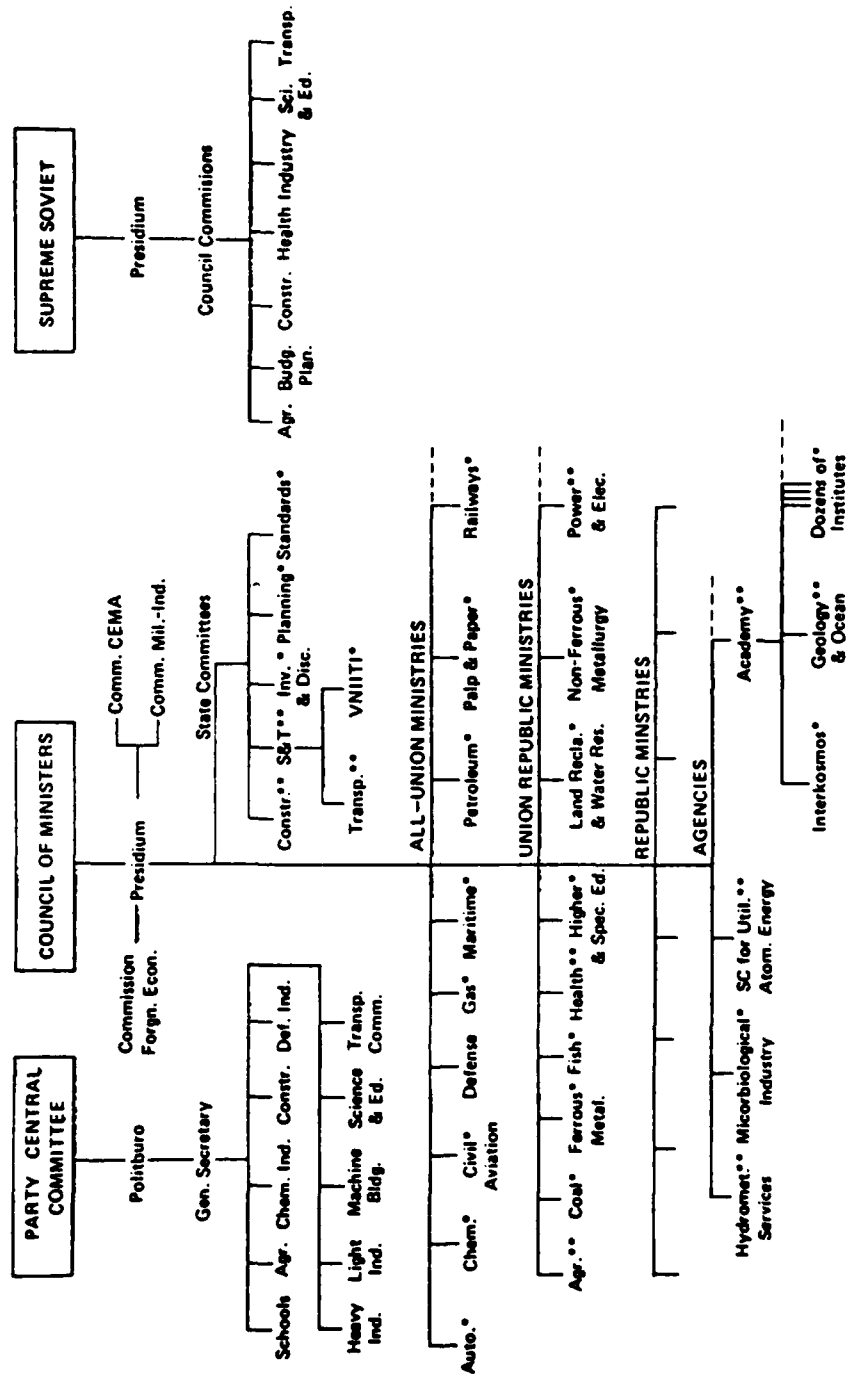 PARTY CENTRAL
COMMITTEE
Politburo
Gen. Secretary
Schools Agr. Chem. Ind. Constr. Def. Ind.
Heavy Light Machine Science Transp.
Ind. Ind. Bldg. & Ed. Comm.
COUNCIL OF MINISTERS
Commission
Forgn. Econ.
Presidium
Comm. CEMA
Comm. Mil.-Ind.
State Committees
Constr.** S&T** Inv.* Planning* Standards*
& Disc.
Transp.** VNIITI*
SUPREME SOVIET
Presidium
Council Commisions
Agr. Budg. Constr. Health Industry Sci. Transp.
Plan. & Ed.
ALL-UNION MINISTRIES
Auto.* Chem.* Civil* Defense Gas* Maritime* Petroleum* Palp & Paper* Railways*
Aviation
UNION REPUBLIC MINISTRIES
Agr.** Coal* Ferrous* Fish* Health** Higher* Land Recla.* Non-Ferrous* Power**
Metal. & Spec. Ed. & Water Res. Metallurgy & Elec.
REPUBLIC MINSTRIES
AGENCIES
Hydromet.** Micorbiological* SC for Util.** Academy**
Services Industry Atom. Energy
Interkosmos* Geology** Dozens of*
& Ocean Institutes